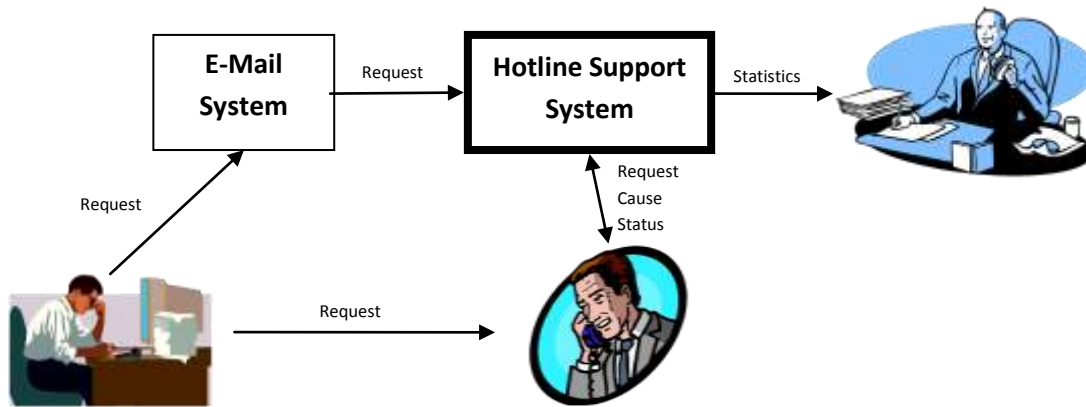 E-Mail
System
Request
Hotline Support
System
Statistics
Request
Request
Cause
Status
Request